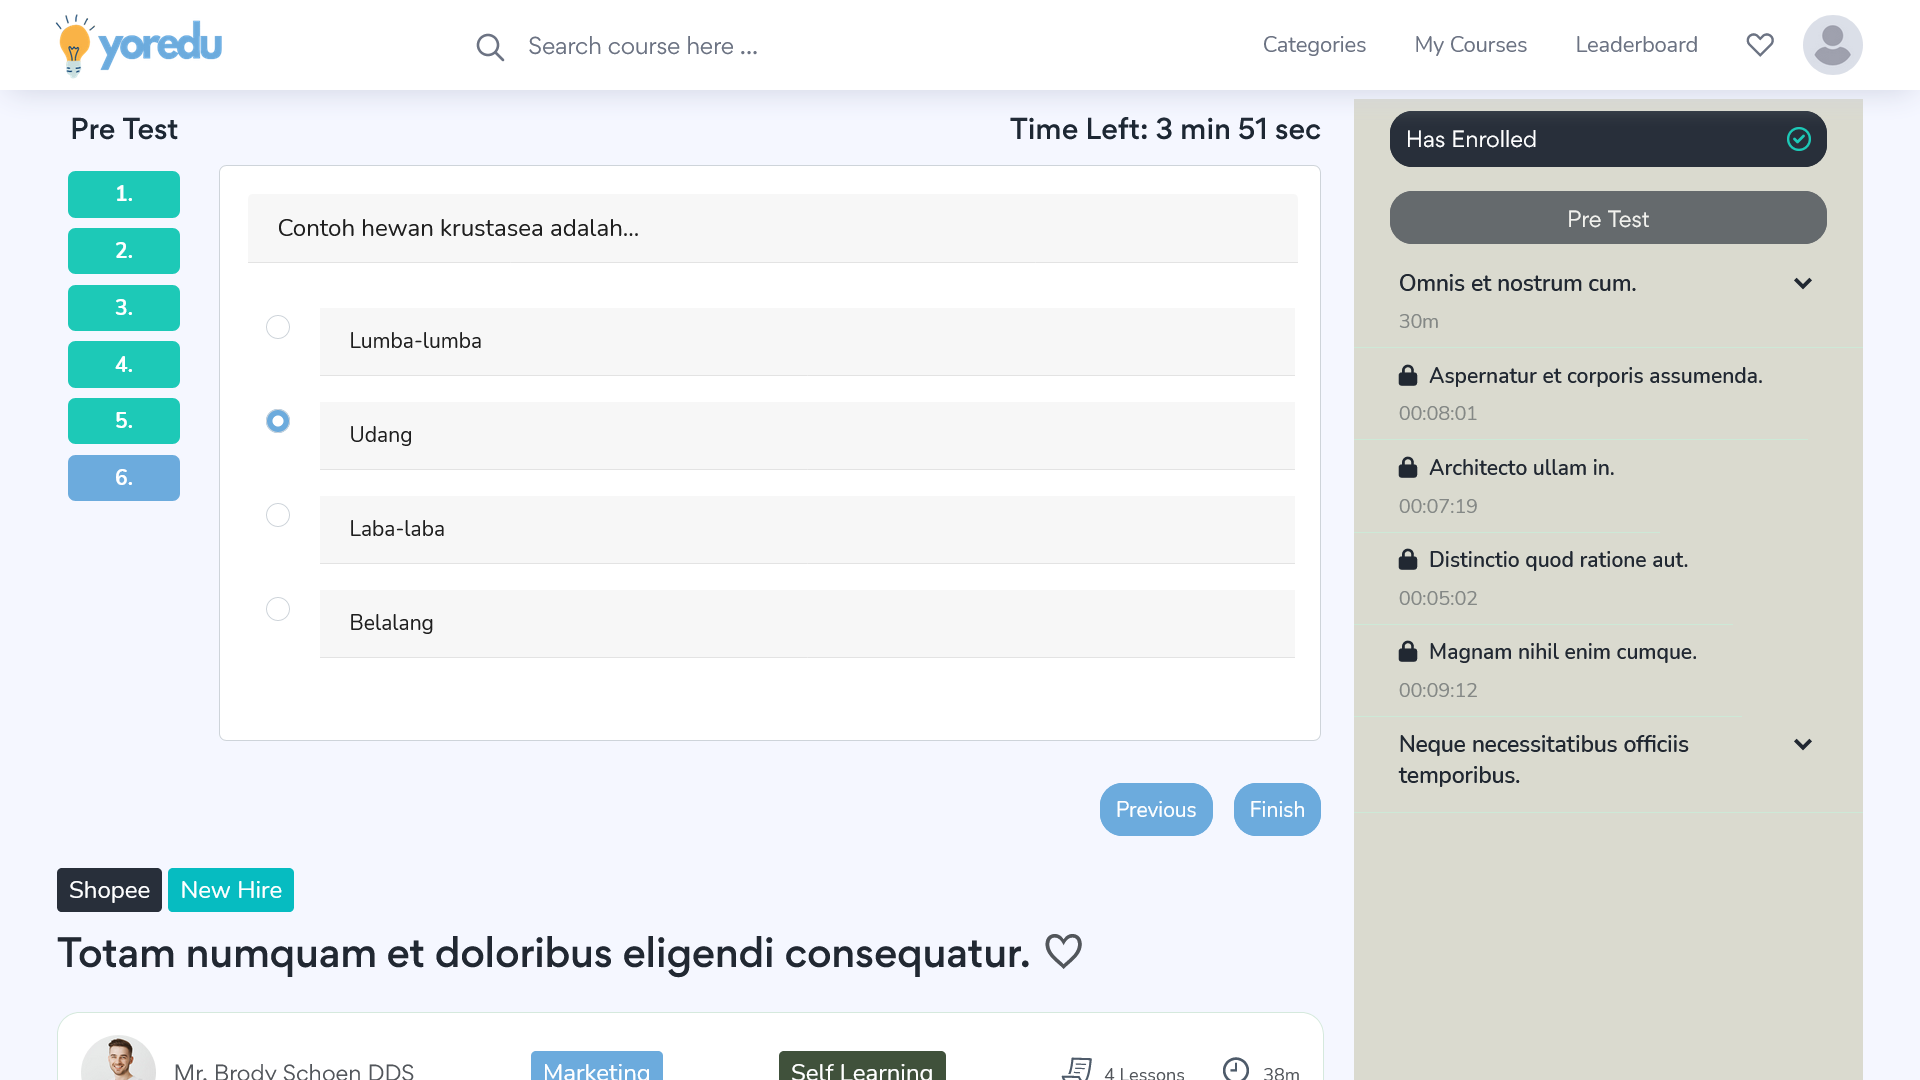 yoredu
Search course here ...
Categories
My Courses
Leaderboard
Pre Test
Time Left: 3 min 51 sec
1.
2.
3.
4.
5.
6.
Contoh hewan krustasea adalah...
Lumba-lumba
Udang
Laba-laba
Belalang
Previous
Finish
Has Enrolled
Pre Test
Omnis et nostrum cum.
30m
Aspernatur et corporis assumenda.
00:08:01
Architecto ullam in.
00:07:19
Distinctio quod ratione aut.
00:05:02
Magnam nihil enim cumque.
00:09:12
Neque necessitatibus officiis
temporibus.
Shopee
New Hire
Totam numquam et doloribus eligendi consequatur.
Mr. Brody Schoen DDS
Marketing
Self Learning
4 Lessons
38m